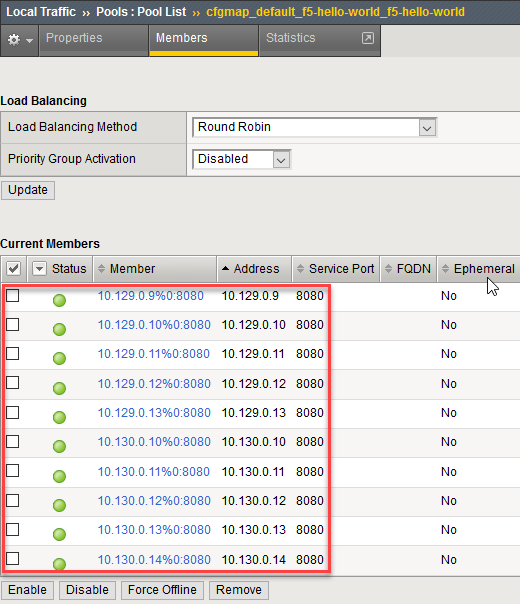 Local Traffic ›› Pools : Pool List ›› cfgmap_default_f5-hello-world_f5-hello-world
Properties Members Statistics
Load Balancing
Load Balancing Method Round Robin
Priority Group Activation Disabled
Update
Current Members
Status Member Address Service Port FQDN Ephemeral
10.129.0.9%0:8080 10.129.0.9 8080 No
10.129.0.10%0:8080 10.129.0.10 8080 No
10.129.0.11%0:8080 10.129.0.11 8080 No
10.129.0.12%0:8080 10.129.0.12 8080 No
10.129.0.13%0:8080 10.129.0.13 8080 No
10.130.0.10%0:8080 10.130.0.10 8080 No
10.130.0.11%0:8080 10.130.0.11 8080 No
10.130.0.12%0:8080 10.130.0.12 8080 No
10.130.0.13%0:8080 10.130.0.13 8080 No
10.130.0.14%0:8080 10.130.0.14 8080 No
Enable Disable Force Offline Remove